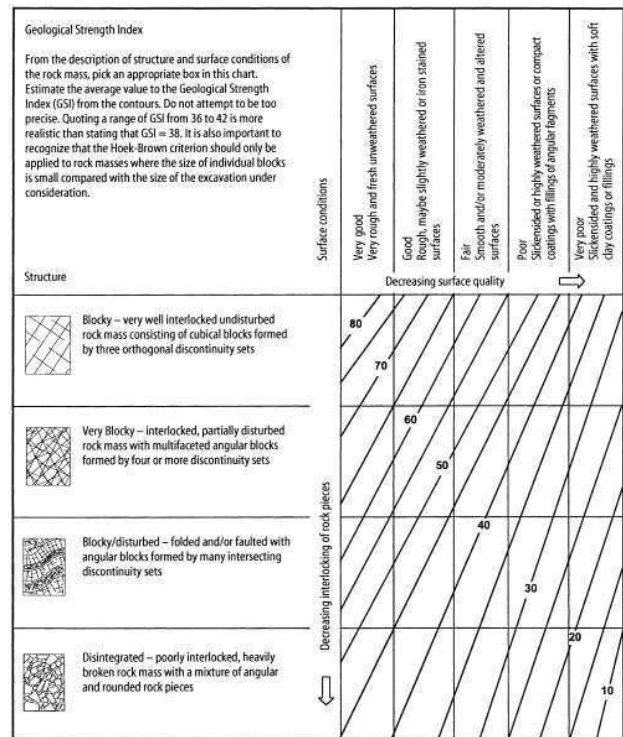 Geological Strength Index
From the description of structure and surface conditions of
the rock mass, pick an appropriate box in this chart.
Estimate the average value to the Geological Strength
Index (GSI) from the contours. Do not attempt to be too
precise. Quoting a range of GSI from 36 to 42 is more
realistic than stating that GSI = 38. It is also important to
recognize that the Hoek-Brown criterion should only be
applied to rock masses where the size of individual blocks
is small compared with the size of the excavation under
consideration.
Structure
Surface conditions
Very good
Very rough and fresh unweathered surfaces
Good
Rough, maybe slightly weathered or iron stained
surfaces
Fair
Smooth and/or moderately weathered and altered
surfaces
Poor
Slickensided or highly weathered surfaces or compact
coatings with fillings of angular fagments
Very poor
Slickensided and highly weathered surfaces with soft
clay coatings or fillings
Decreasing surface quality
Blocky – very well interlocked undisturbed
rock mass consisting of cubical blocks formed
by three orthogonal discontinuity sets
Very Blocky – interlocked, partially disturbed
rock mass with multifaceted angular blocks
formed by four or more discontinuity sets
Blocky/disturbed – folded and/or faulted with
angular blocks formed by many intersecting
discontinuity sets
Disintegrated – poorly interlocked, heavily
broken rock mass with a mixture of angular
and rounded rock pieces
Decreasing interlocking of rock pieces
80
70
60
50
40
30
20
10